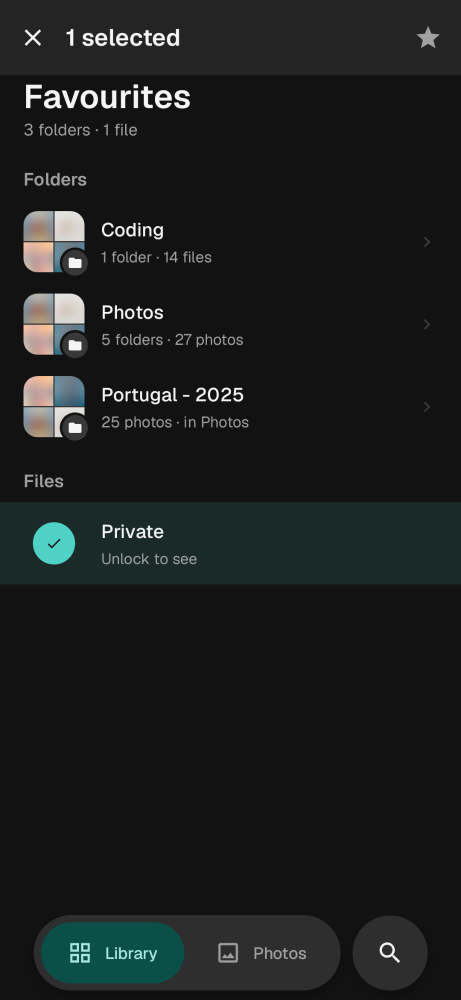 1 selected
Favourites
3 folders · 1 file
Folders
Coding
1 folder · 14 files
Photos
5 folders · 27 photos
Portugal - 2025
25 photos · in Photos
Files
Private
Unlock to see
Library
Photos